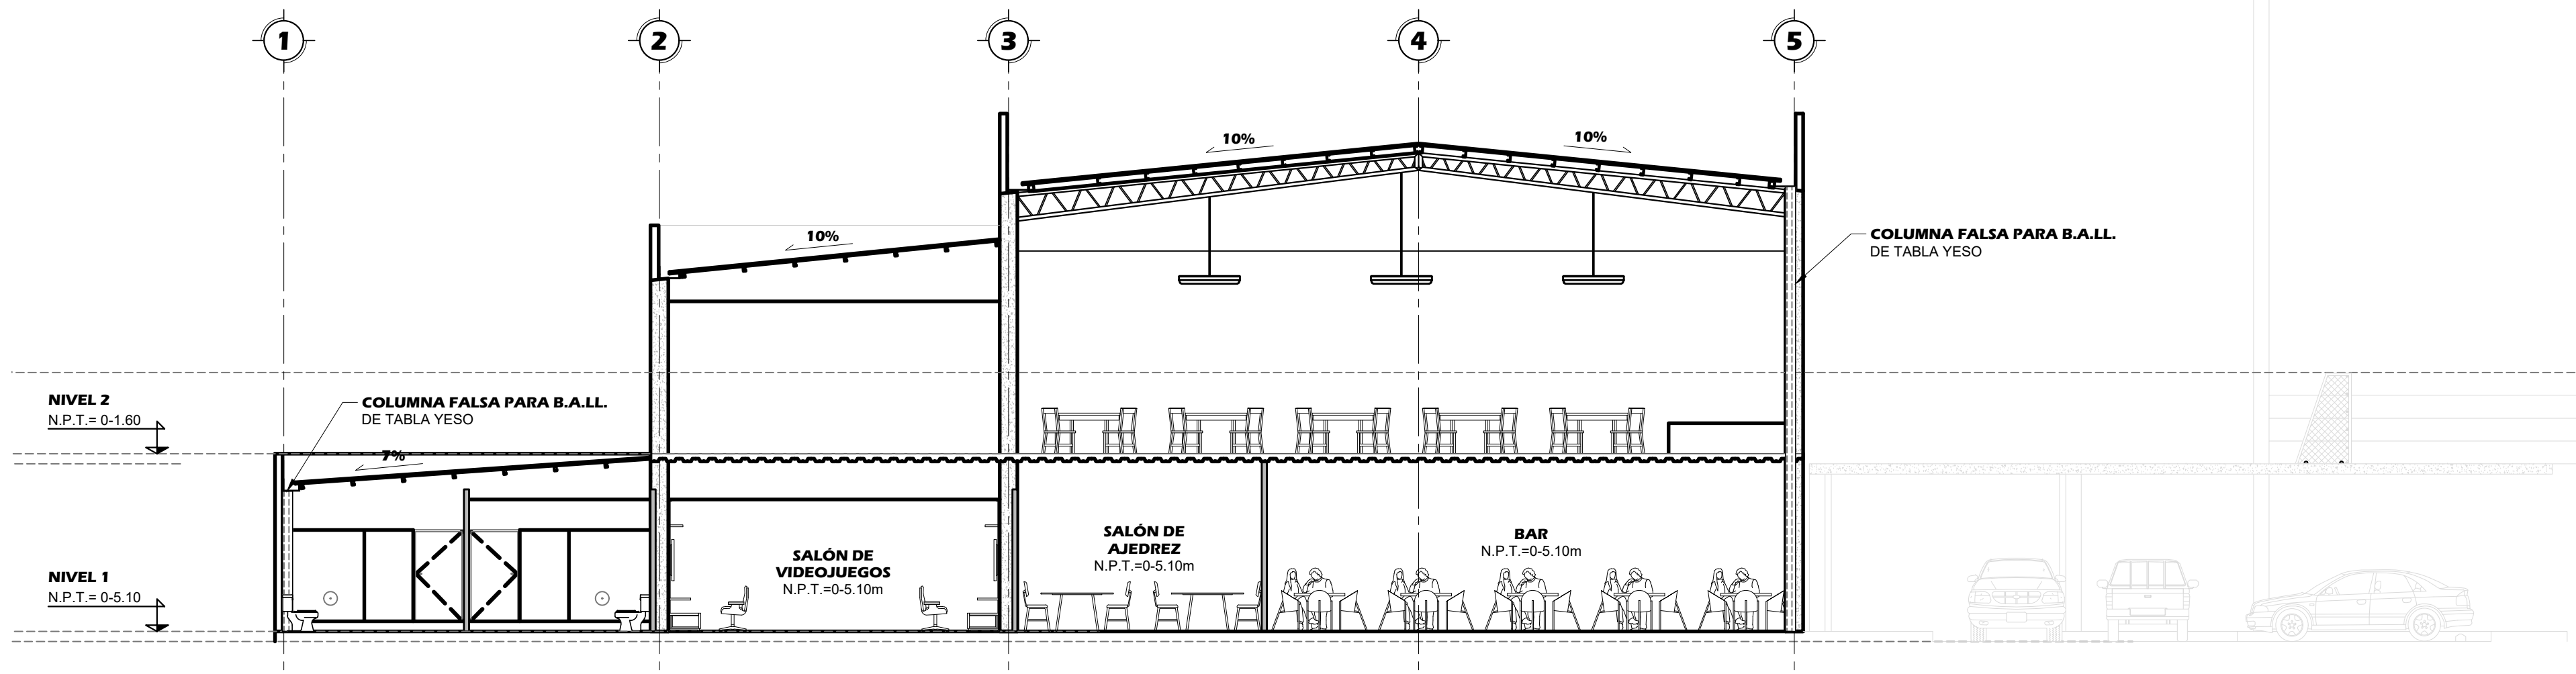 1
2
3
4
5
10%
10%
10%
COLUMNA FALSA PARA B.A.LL.
DE TABLA YESO
NIVEL 2
N.P.T.= 0-1.60
COLUMNA FALSA PARA B.A.LL.
DE TABLA YESO
7%
NIVEL 1
N.P.T.= 0-5.10
SALÓN DE
VIDEOJUEGOS
N.P.T.=0-5.10m
SALÓN DE
AJEDREZ
N.P.T.=0-5.10m
BAR
N.P.T.=0-5.10m